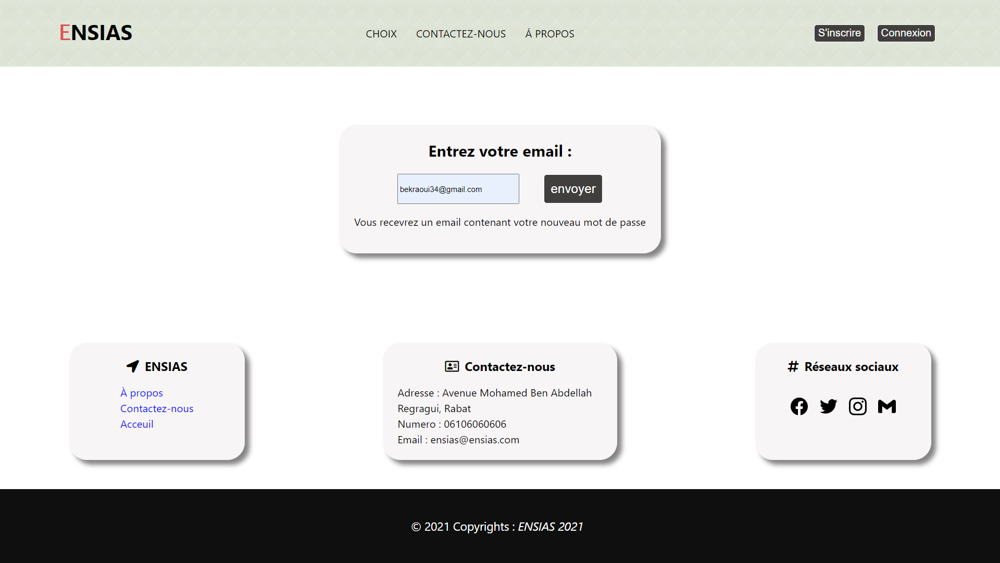 ENSIAS
CHOIX CONTACTEZ-NOUS Á PROPOS
S'inscrire Connexion
Entrez votre email :
bekraoui34@gmail.com envoyer
Vous recevrez un email contenant votre nouveau mot de passe
ENSIAS
À propos
Contactez-nous
Acceuil
Contactez-nous
Adresse : Avenue Mohamed Ben Abdellah
Regragui, Rabat
Numero : 06106060606
Email : ensias@ensias.com
# Réseaux sociaux
© 2021 Copyrights : ENSIAS 2021